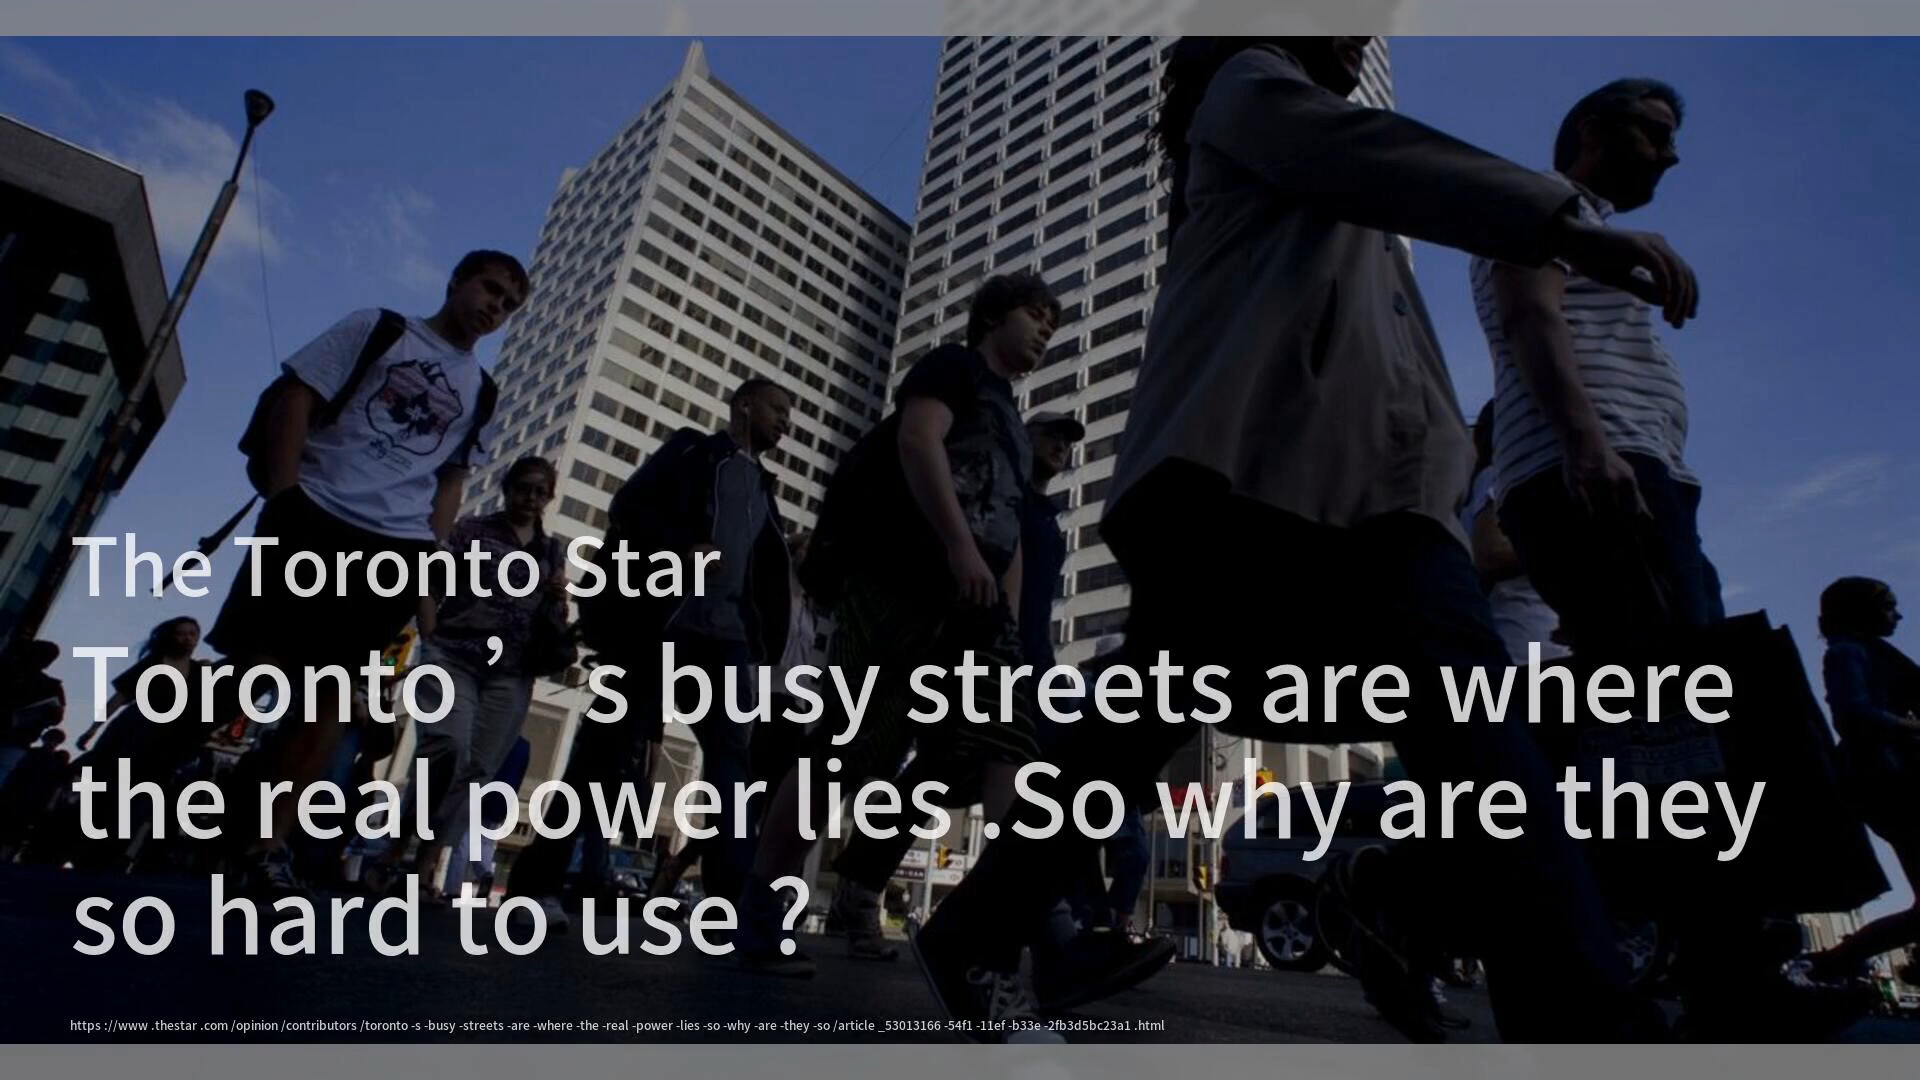 The Toronto Star
Toronto’s busy streets are where
the real power lies .So why are they
so hard to use ?
https ://www .thestar .com /opinion /contributors /toronto -s -busy -streets -are -where -the -real -power -lies -so -why -are -they -so /article _53013166 -54f1 -11ef -b33e -2fb3d5bc23a1 .html